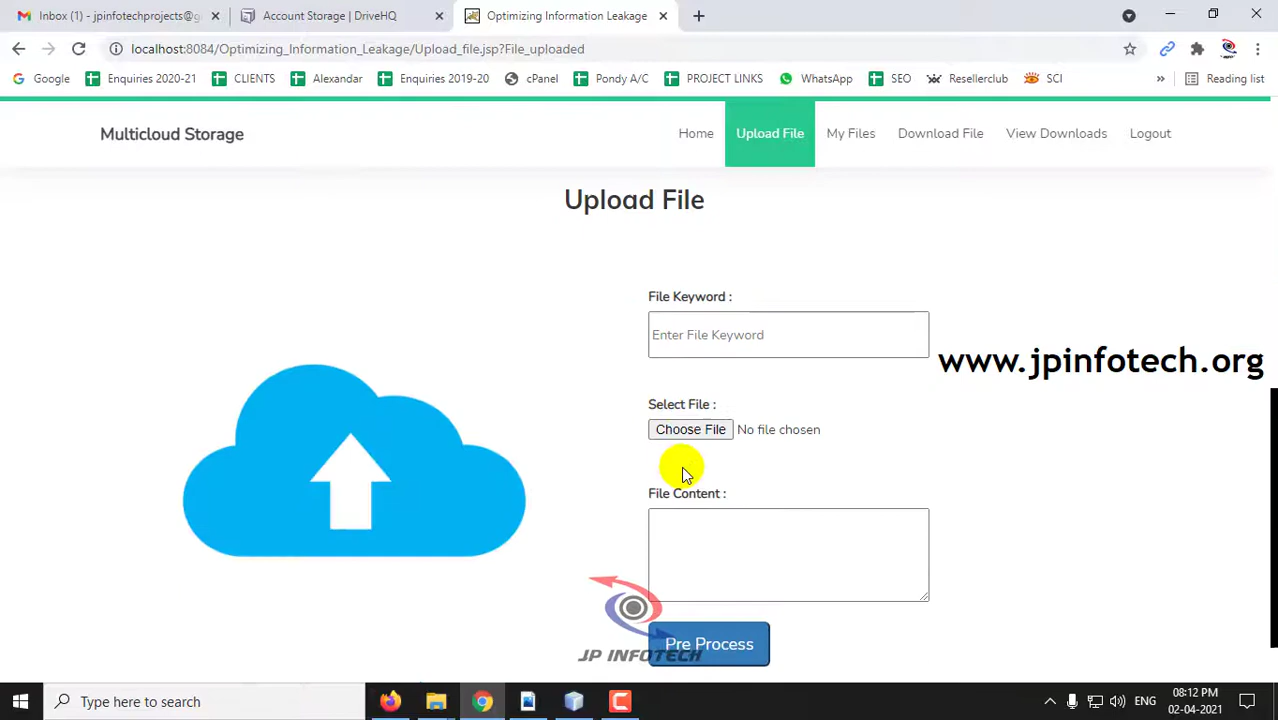 Inbox (1) - jpinfotechprojects@g
Account Storage | DriveHQ
Optimizing Information Leakage
localhost:8084/Optimizing_Information_Leakage/Upload_file.jsp?File_uploaded
Google
Enquiries 2020-21
CLIENTS
Alexandar
Enquiries 2019-20
cPanel
Pondy A/C
PROJECT LINKS
WhatsApp
SEO
Resellerclub
SCI
»
Reading list
Multicloud Storage
Home
Upload File
My Files
Download File
View Downloads
Logout
Upload File
File Keyword :
Enter File Keyword
www.jpinfotech.org
Select File :
Choose File No file chosen
File Content :
Pre Process
JP INFOTECH
Type here to search
ENG
08:12 PM
02-04-2021